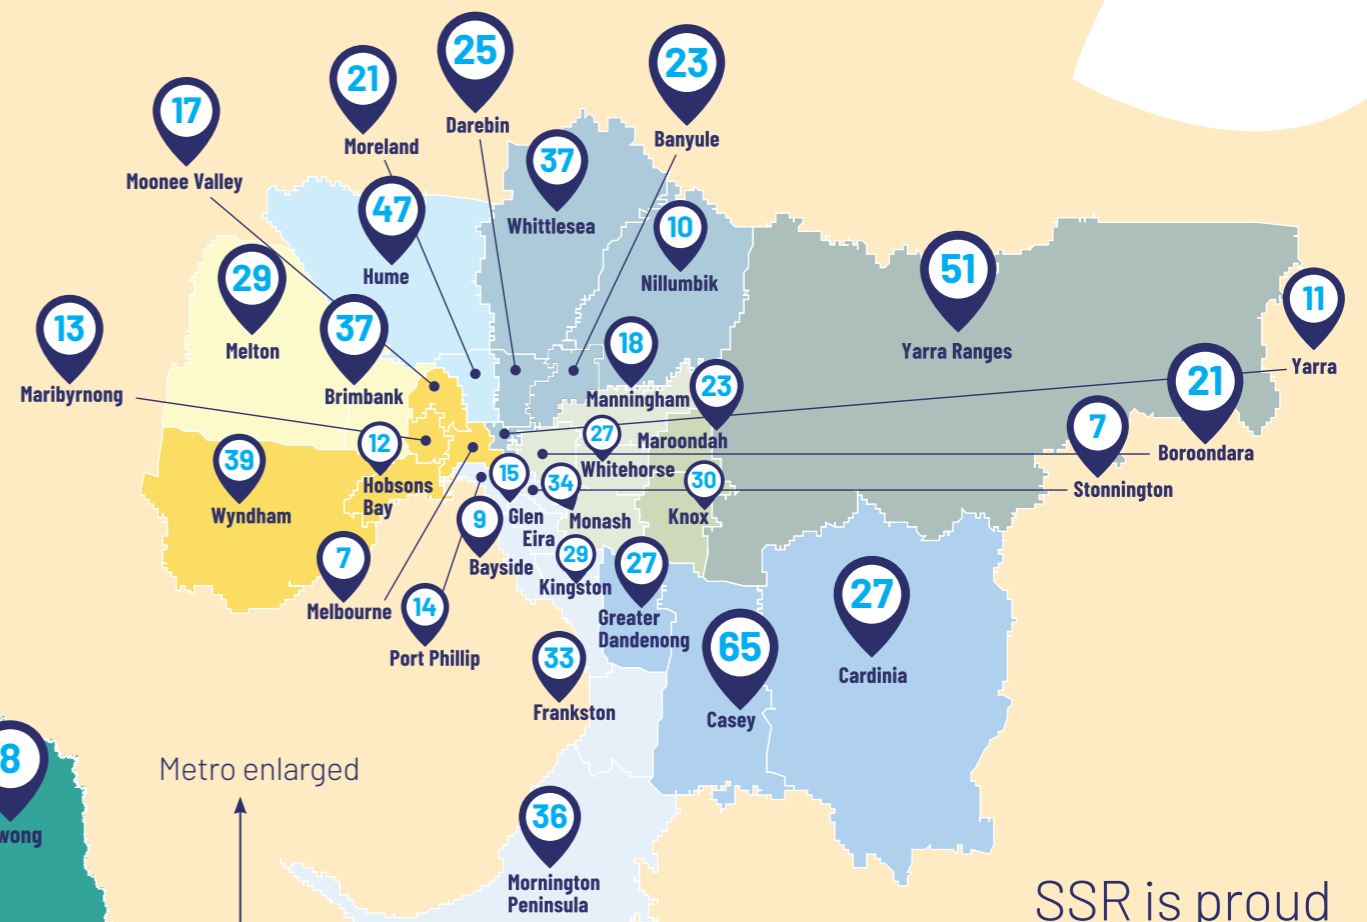 25
Darebin
23
Banyule
21
Moreland
17
Moonee Valley
37
Whittlesea
47
Hume
10
Nillumbik
51
Yarra Ranges
29
Melton
11
Yarra
13
Maribyrnong
37
Brimbank
18
Manningham
23
Maroondah
21
Boroondara
7
Stonnington
27
Whitehorse
12
Hobsons
Bay
39
Wyndham
15
Glen
Eira
34
Monash
30
Knox
9
Bayside
29
Kingston
7
Melbourne
27
Greater
Dandenong
14
Port Phillip
27
Cardinia
65
Casey
33
Frankston
8
wong
Metro enlarged
36
Mornington
Peninsula
SSR is proud